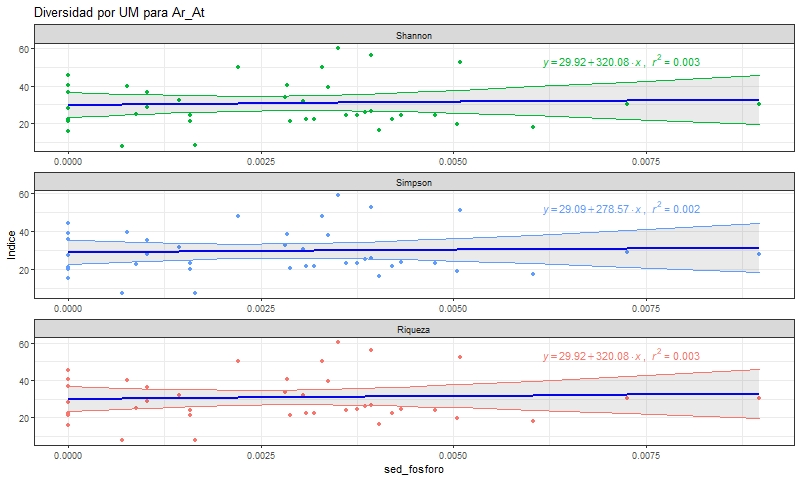 Diversidad por UM para Ar_At
Shannon
60
40
20
y = 29.92 + 320.08 · x , r² = 0.003
0.0000 0.0025 0.0050 0.0075
Simpson
60
40
20
y = 29.09 + 278.57 · x , r² = 0.002
0.0000 0.0025 0.0050 0.0075
Indice
Riqueza
60
40
20
y = 29.92 + 320.08 · x , r² = 0.003
0.0000 0.0025 0.0050 0.0075
sed_fosforo